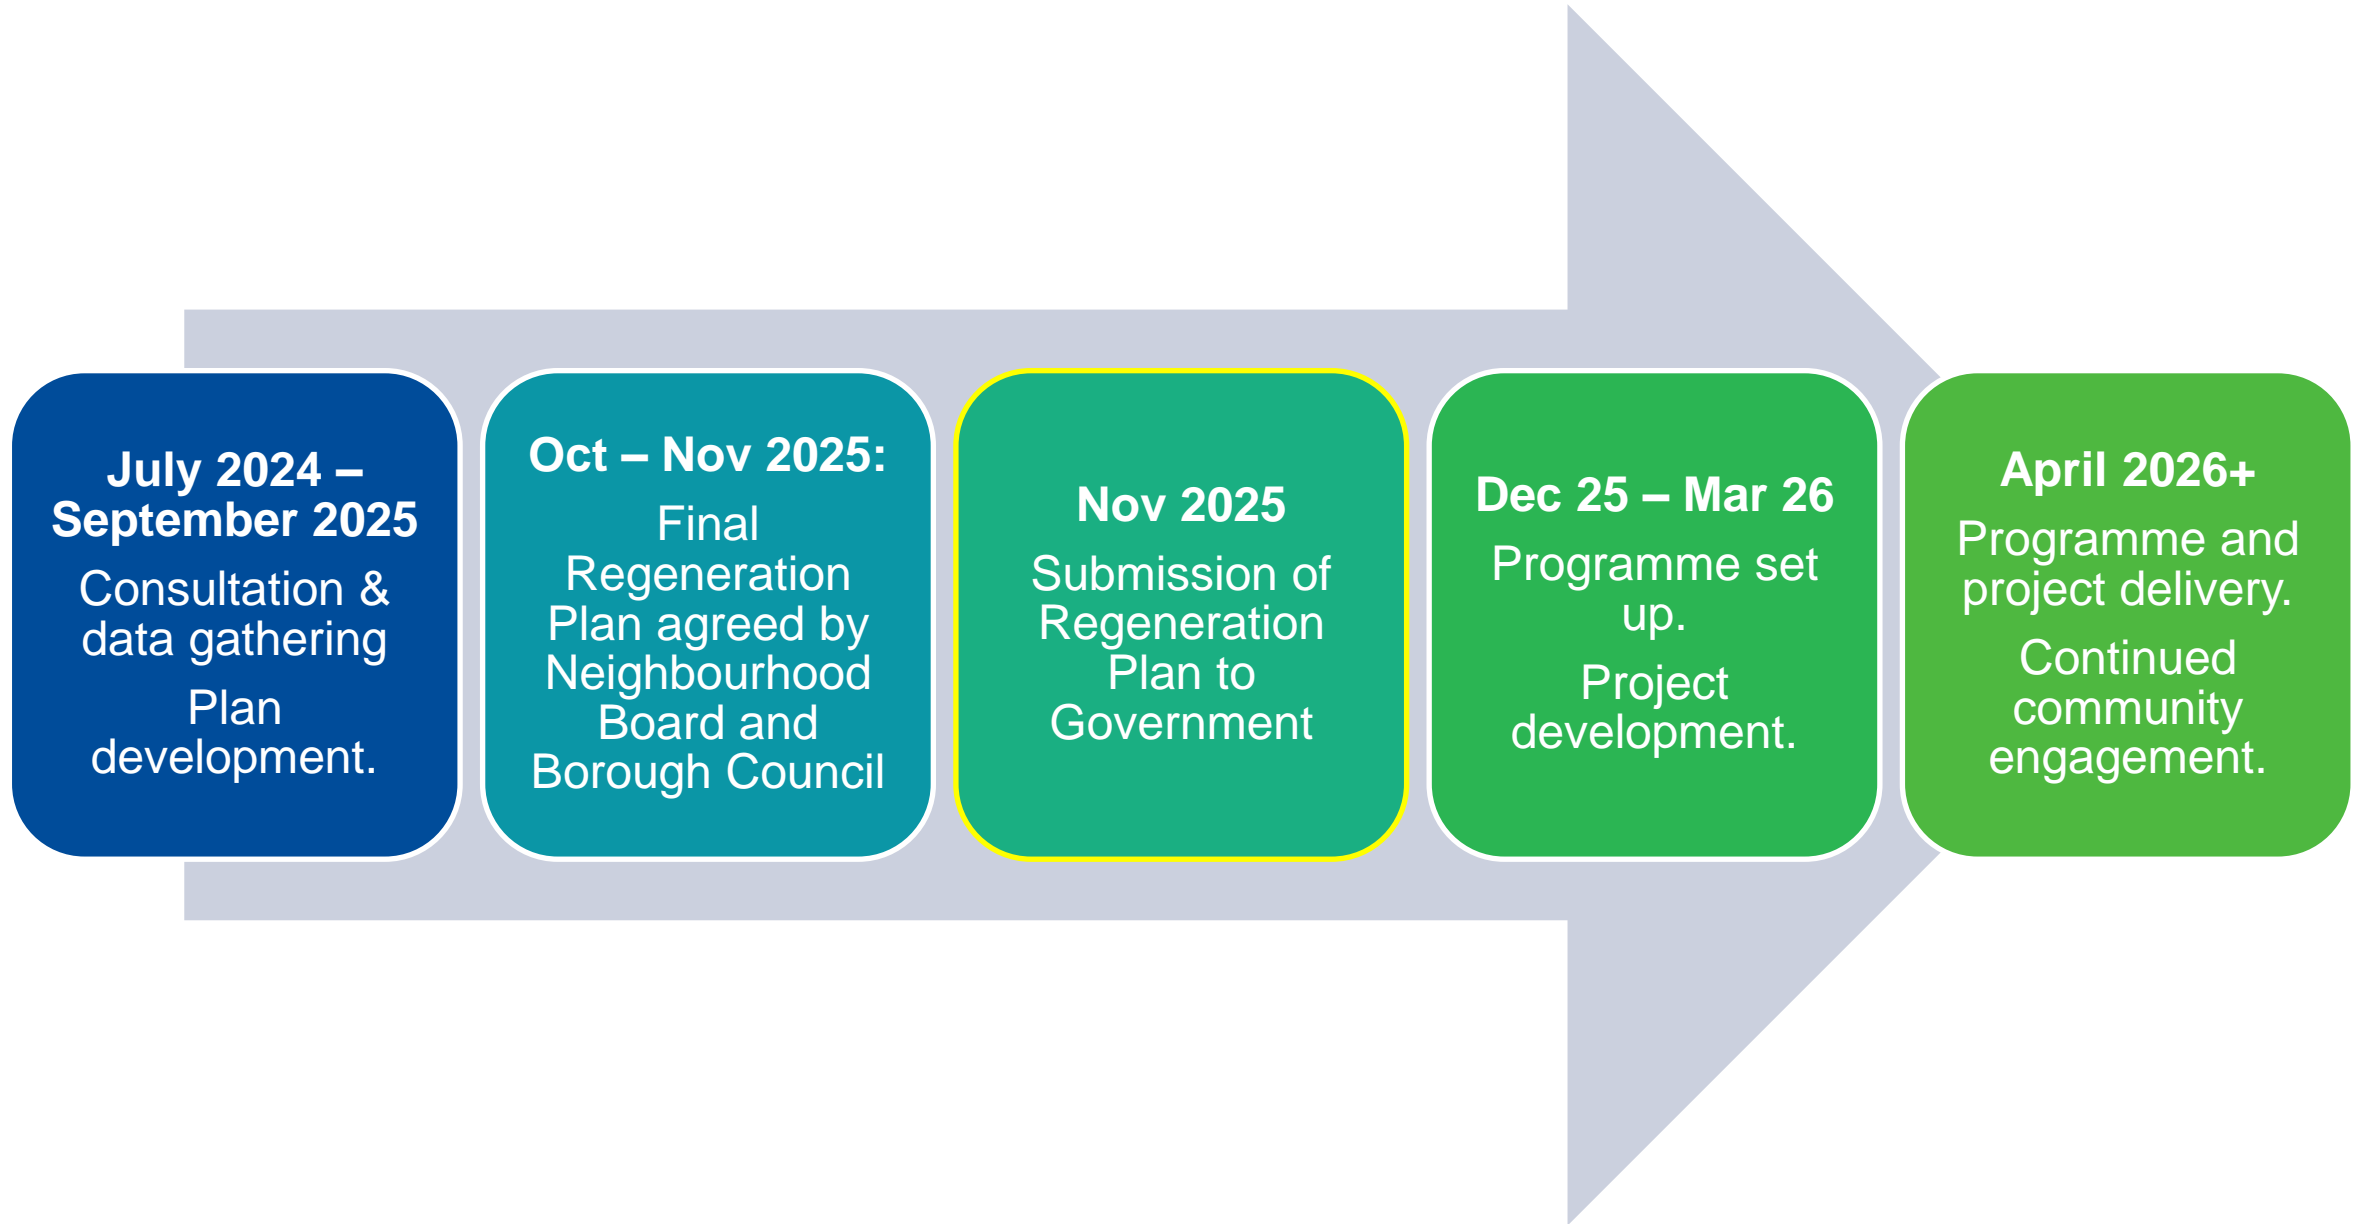 July 2024 –
September 2025
Consultation &
data gathering
Plan
development.
Oct – Nov 2025:
Final
Regeneration
Plan agreed by
Neighbourhood
Board and
Borough Council
Nov 2025
Submission of
Regeneration
Plan to
Government
Dec 25 – Mar 26
Programme set
up.
Project
development.
April 2026+
Programme and
project delivery.
Continued
community
engagement.